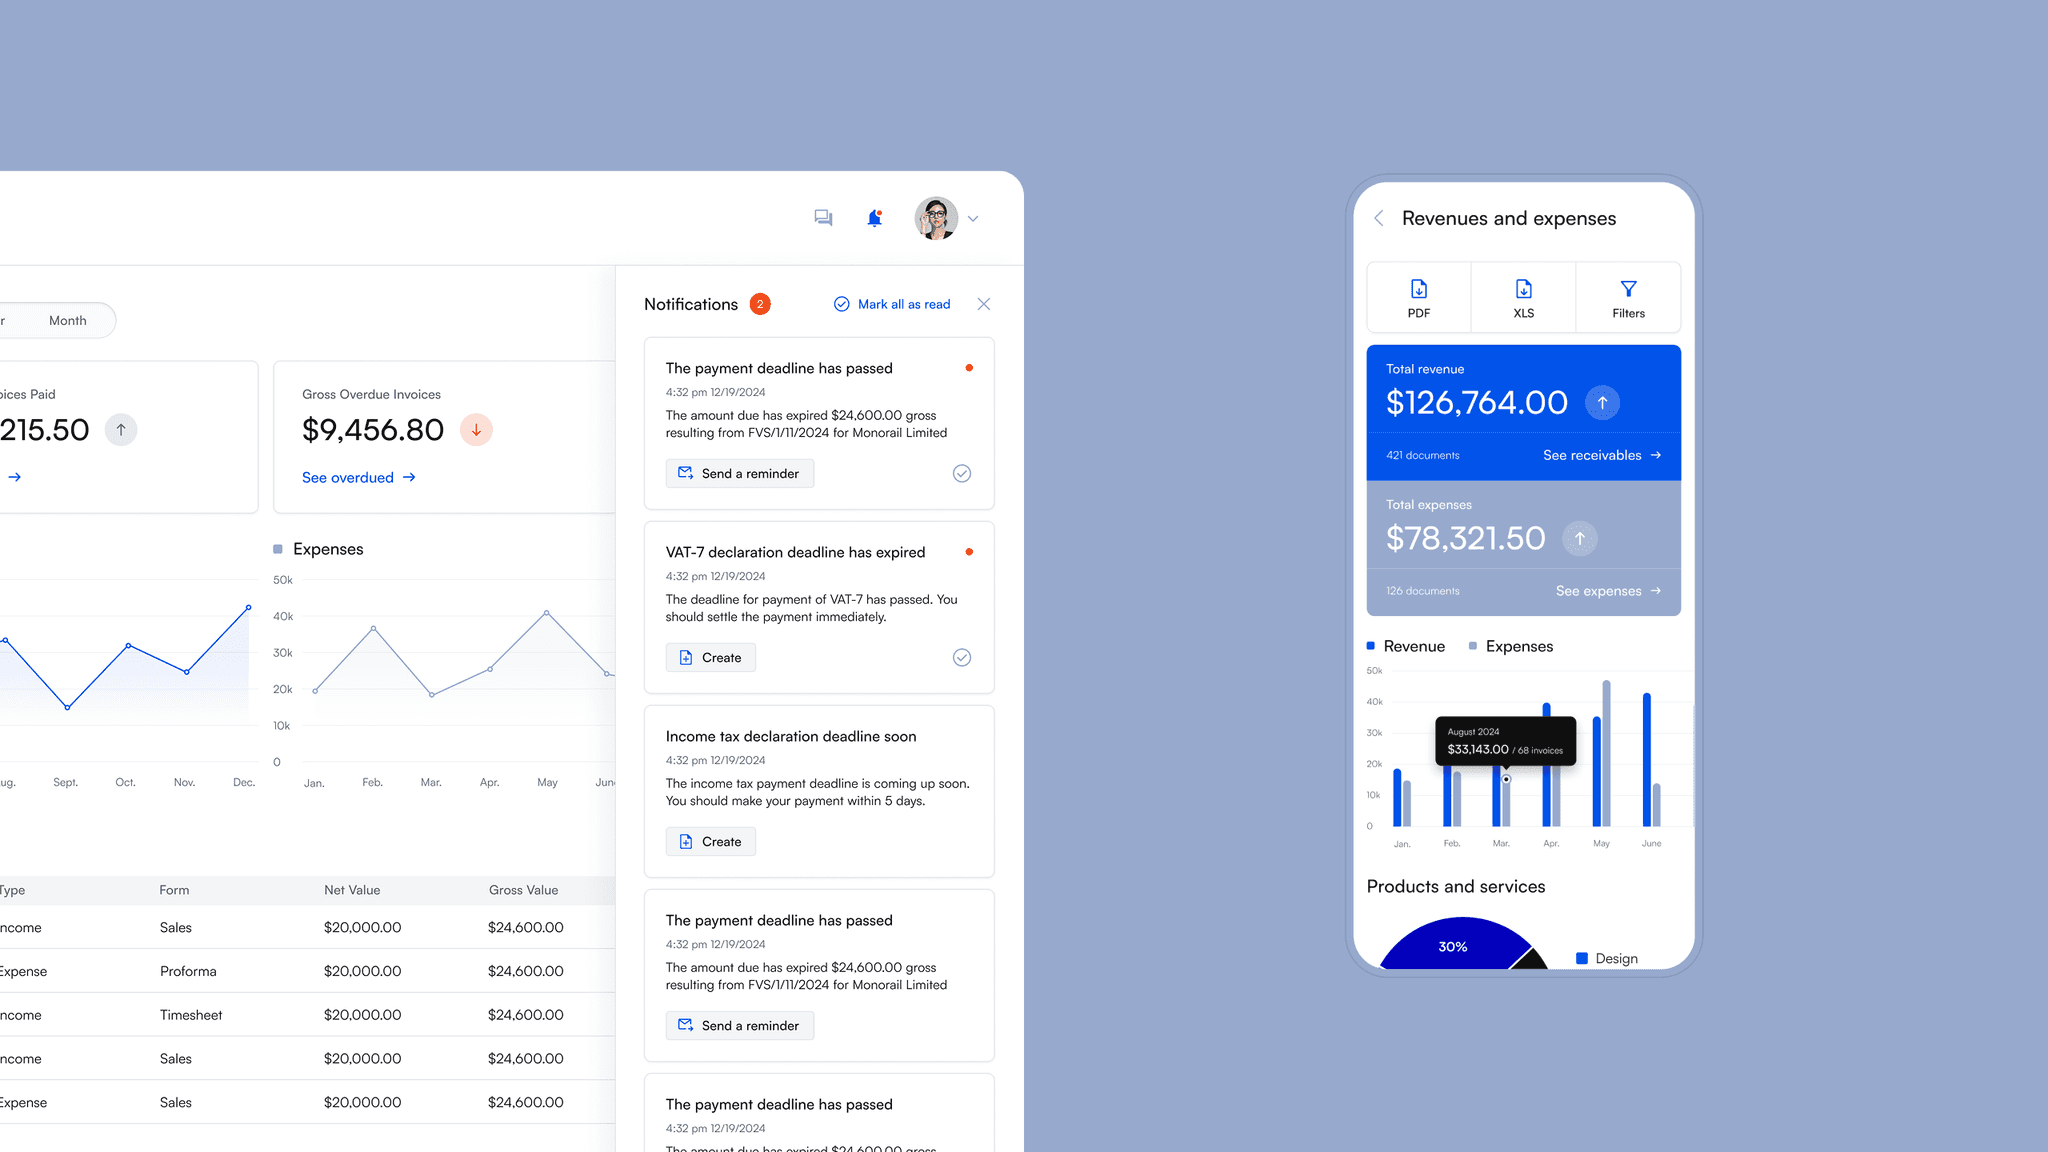 r Month
oices Paid
215.50
Gross Overdue Invoices
$9,456.80
See overdued
Expenses
50k
40k
30k
20k
10k
0
ug. Sept. Oct. Nov. Dec.
Jan. Feb. Mar. Apr. May June
Type Form Net Value Gross Value
ncome Sales $20,000.00 $24,600.00
Expense Proforma $20,000.00 $24,600.00
ncome Timesheet $20,000.00 $24,600.00
ncome Sales $20,000.00 $24,600.00
Expense Sales $20,000.00 $24,600.00
Notifications 2 Mark all as read
The payment deadline has passed
4:32 pm 12/19/2024
The amount due has expired $24,600.00 gross
resulting from FVS/1/11/2024 for Monorail Limited
Send a reminder
VAT-7 declaration deadline has expired
4:32 pm 12/19/2024
The deadline for payment of VAT-7 has passed. You
should settle the payment immediately.
Create
Income tax declaration deadline soon
4:32 pm 12/19/2024
The income tax payment deadline is coming up soon.
You should make your payment within 5 days.
Create
The payment deadline has passed
4:32 pm 12/19/2024
The amount due has expired $24,600.00 gross
resulting from FVS/1/11/2024 for Monorail Limited
Send a reminder
The payment deadline has passed
4:32 pm 12/19/2024
The amount due has expired $24,600.00 gross
Revenues and expenses
PDF XLS Filters
Total revenue
$126,764.00
421 documents See receivables
Total expenses
$78,321.50
126 documents See expenses
Revenue Expenses
50k
40k
30k
20k
10k
0
August 2024
$33,143.00 / 68 invoices
Jan. Feb. Mar. Apr. May June
Products and services
30%
Design